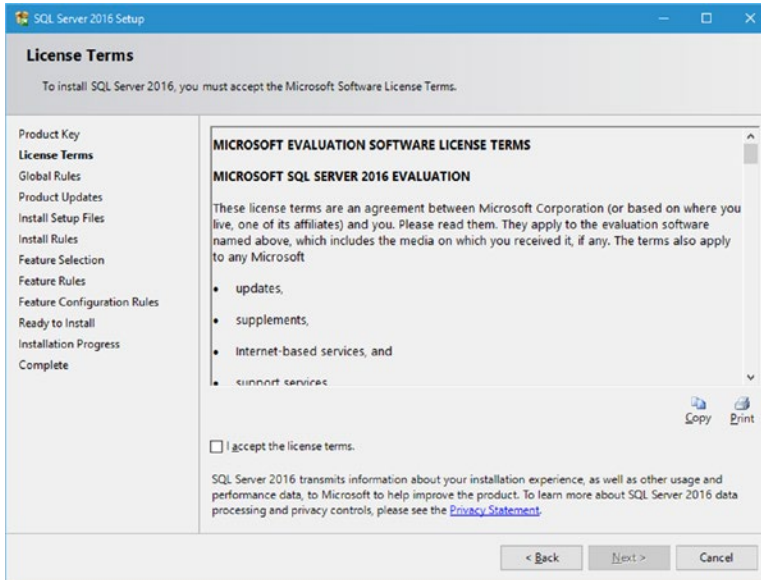 SQL Server 2016 Setup
License Terms
To install SQL Server 2016, you must accept the Microsoft Software License Terms.
Product Key
License Terms
Global Rules
Product Updates
Install Setup Files
Install Rules
Feature Selection
Feature Rules
Feature Configuration Rules
Ready to Install
Installation Progress
Complete
MICROSOFT EVALUATION SOFTWARE LICENSE TERMS
MICROSOFT SQL SERVER 2016 EVALUATION
These license terms are an agreement between Microsoft Corporation (or based on where you
live, one of its affiliates) and you. Please read them. They apply to the evaluation software
named above, which includes the media on which you received it, if any. The terms also apply
to any Microsoft
• updates,
• supplements,
• Internet-based services, and
• support services
Copy Print
I accept the license terms.
SQL Server 2016 transmits information about your installation experience, as well as other usage and
performance data, to Microsoft to help improve the product. To learn more about SQL Server 2016 data
processing and privacy controls, please see the Privacy Statement.
< Back Next > Cancel